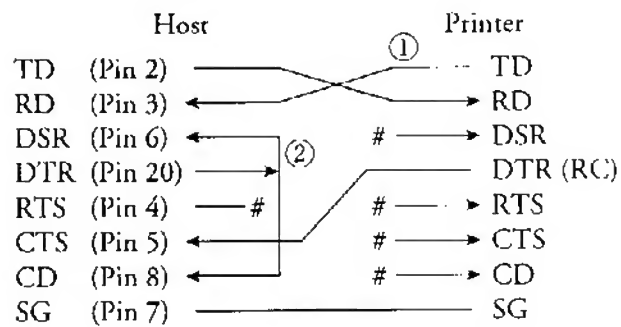 Host Printer
①
TD (Pin 2) TD
RD (Pin 3) RD
DSR (Pin 6) # DSR
②
DTR (Pin 20) DTR (RC)
RTS (Pin 4) # # RTS
CTS (Pin 5) # CTS
CD (Pin 8) # CD
SG (Pin 7) SG